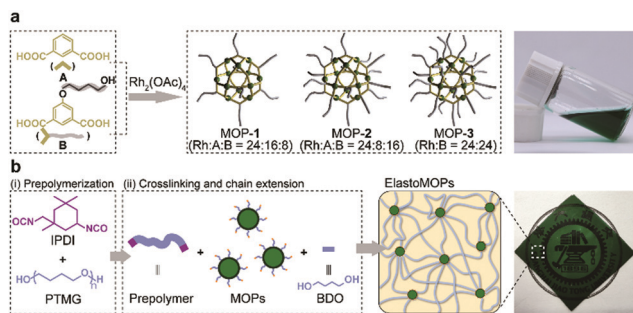 a
HOOC COOH
A
OH
O
HOOC COOH
B
Rh2(OAc)4
MOP-1 MOP-2 MOP-3
(Rh:A:B = 24:16:8) (Rh:A:B = 24:8:16) (Rh:B = 24:24)
b
(i) Prepolymerization (ii) Crosslinking and chain extension ElastoMOPs
OCN NCO
IPDI
HO O H
n
PTMG
+
+ +
Prepolymer MOPs BDO
HO OH